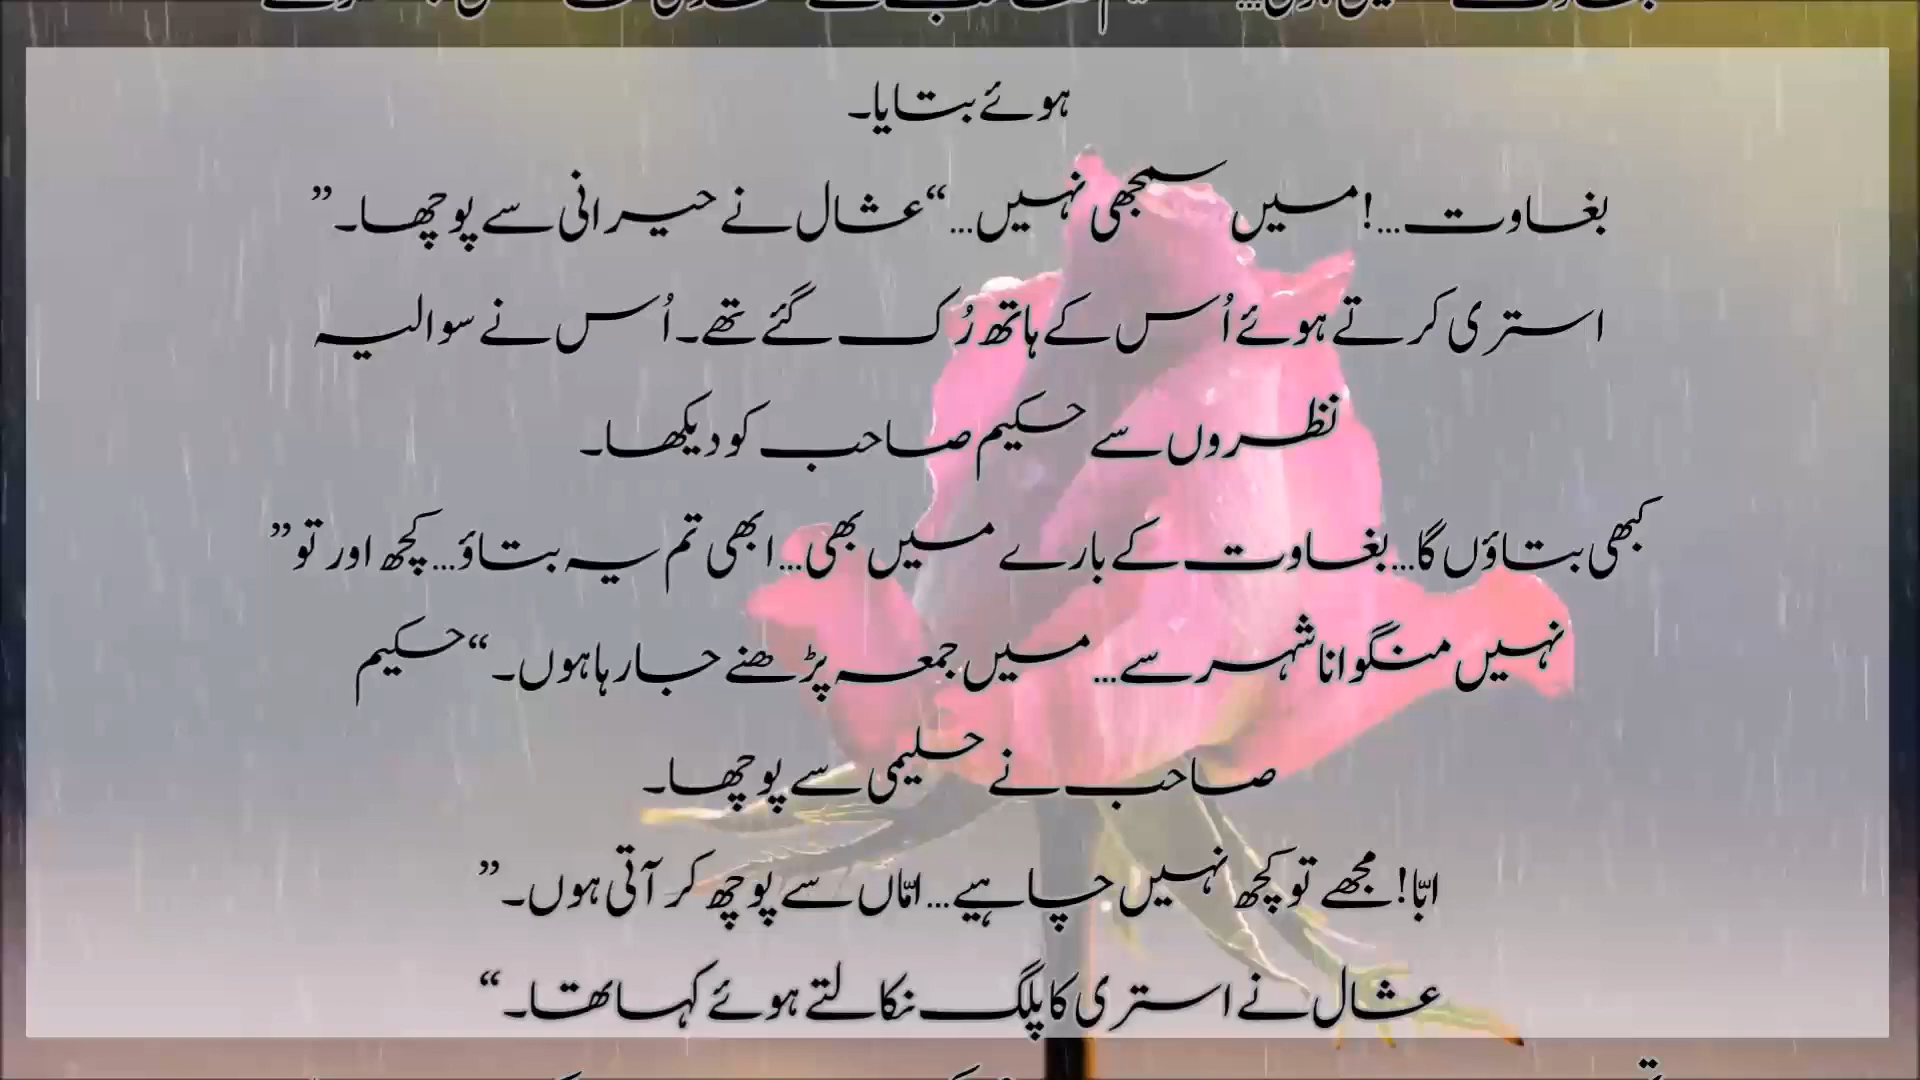 ہوئے بتایا۔
بغاوت...! میں سمجھی نہیں...“ عشال نے حیرانی سے پوچھا۔”
استری کرتے ہوئے اُس کے ہاتھ رُک گئے تھے۔ اُس نے سوالیہ
نظروں سے حکیم صاحب کو دیکھا۔
کبھی بتاؤں گا... بغاوت کے بارے میں بھی... ابھی تم یہ بتاؤ... کچھ اور تو”
نہیں منگوانا شہر سے... میں جمعہ پڑھنے جا رہا ہوں۔“ حکیم
صاحب نے حلیمی سے پوچھا۔
ابّا! مجھے تو کچھ نہیں چاہیے... امّاں سے پوچھ کر آتی ہوں۔”
عشال نے استری کا پلگ نکالتے ہوئے کہا تھا۔“